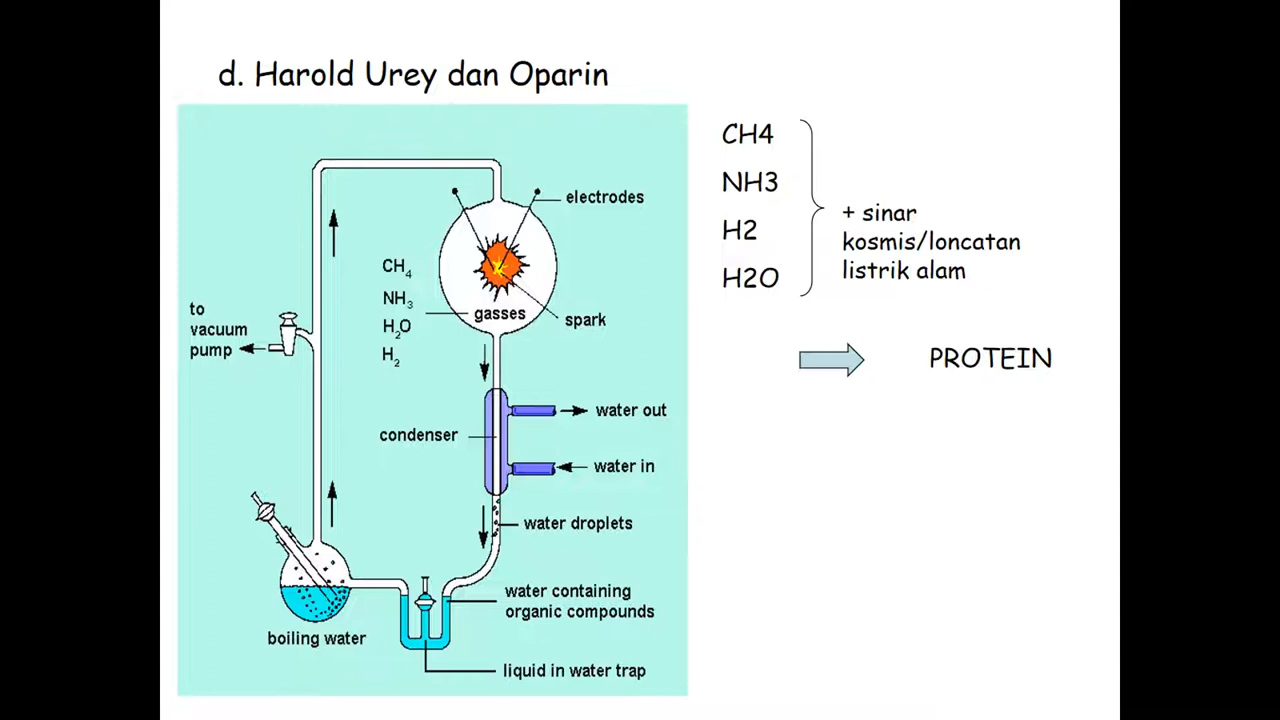 d. Harold Urey dan Oparin
electrodes
CH4
NH3
H2O
H2
gasses
spark
to
vacuum
pump
water out
condenser
water in
water droplets
water containing
organic compounds
boiling water
liquid in water trap
CH4
NH3
H2
H2O
+ sinar
kosmis/loncatan
listrik alam
PROTEIN